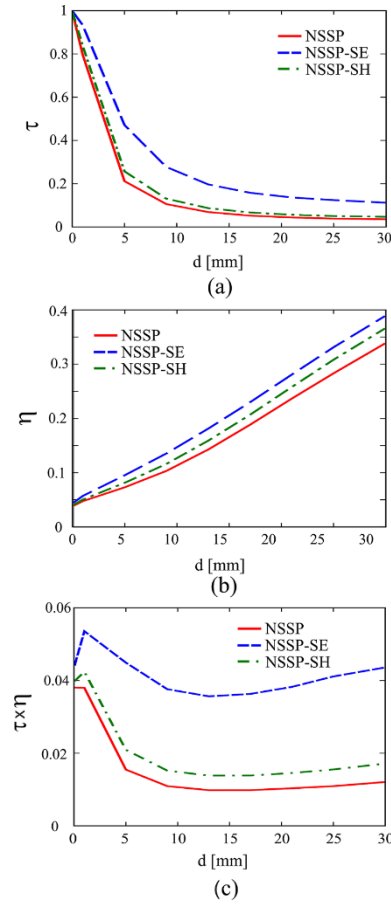 1
0.8
0.6
0.4
0.2
0
τ
NSSP
NSSP-SE
NSSP-SH
0 5 10 15 20 25 30
d [mm]
(a)
0.4
0.3
0.2
0.1
0
η
NSSP
NSSP-SE
NSSP-SH
0 5 10 15 20 25 30
d [mm]
(b)
0.06
0.04
0.02
0
τ×η
NSSP
NSSP-SE
NSSP-SH
0 5 10 15 20 25 30
d [mm]
(c)